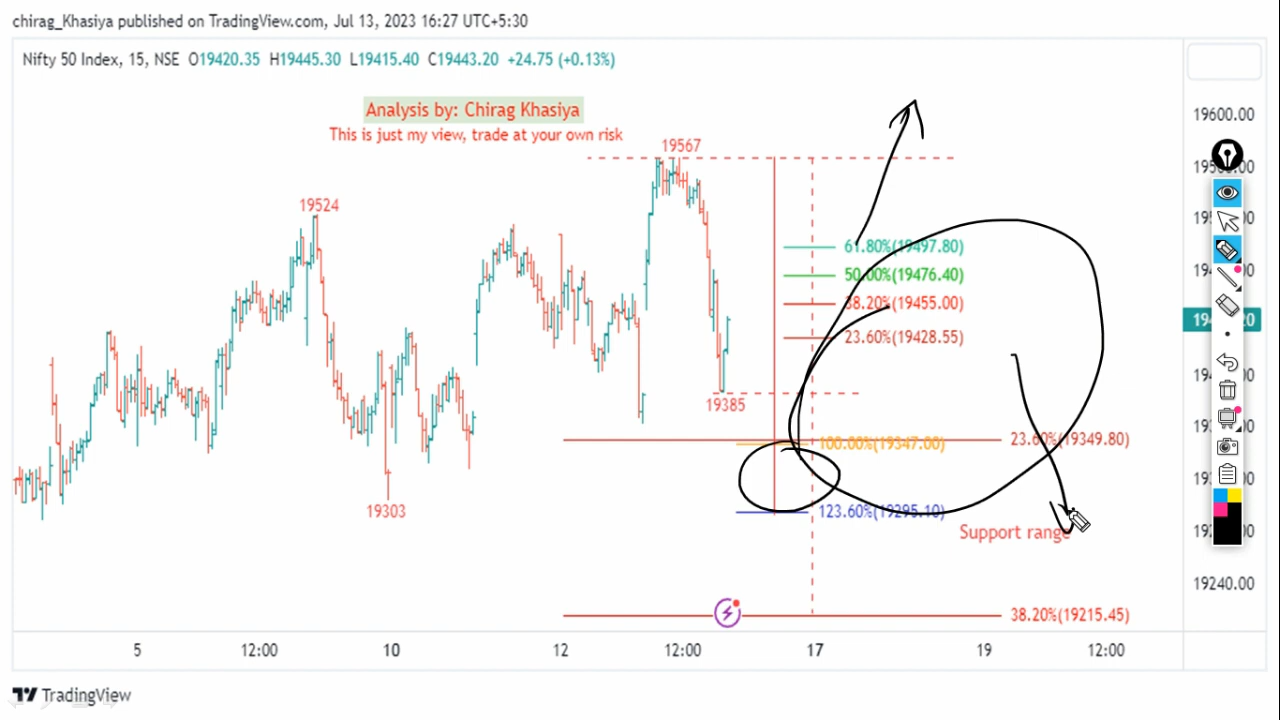 chirag_Khasiya published on TradingView.com, Jul 13, 2023 16:27 UTC+5:30
Nifty 50 Index, 15, NSE O19420.35 H19445.30 L19415.40 C19443.20 +24.75 (+0.13%)
Analysis by: Chirag Khasiya
This is just my view, trade at your own risk
19600.00
19567
19524
61.80%(19497.80)
50.00%(19476.40)
38.20%(19455.00)
23.60%(19428.55)
19385
23.60%(19349.80)
100.00%(19347.00)
19303
123.60%(19295.10)
Support range
19240.00
38.20%(19215.45)
5 12:00 10 12 12:00 17 19 12:00
TradingView